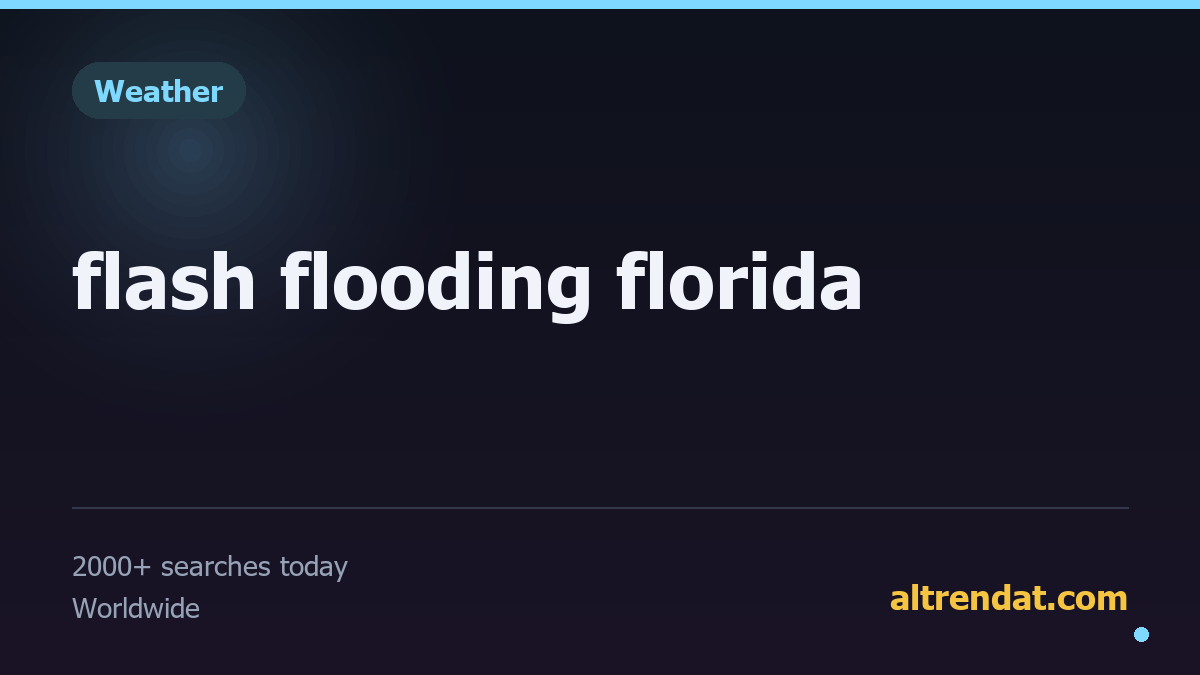 Weather
flash flooding florida
2000+ searches today
Worldwide
altrendat.com